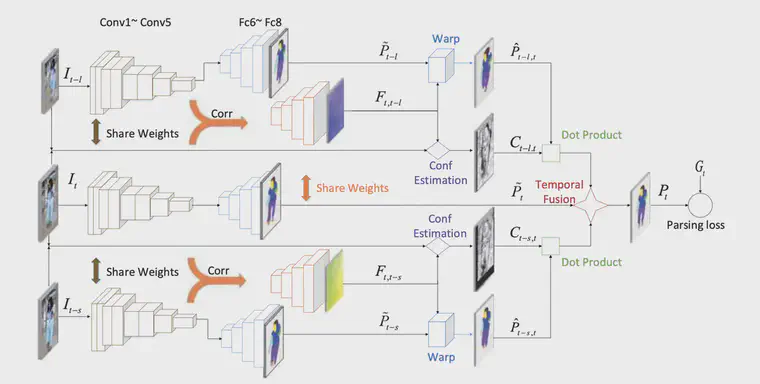 Conv1~ Conv5
Fc6~ Fc8
I_{t-l}
\tilde{P}_{t-l}
Warp
\hat{P}_{t-l,t}
F_{t,t-l}
Corr
Share Weights
Conf
Estimation
C_{t-l,t}
Dot Product
I_t
Share Weights
\tilde{P}_t
Temporal
Fusion
P_t
G_t
Parsing loss
Conf
Estimation
C_{t-s,t}
Dot Product
Share Weights
Corr
F_{t,t-s}
I_{t-s}
\tilde{P}_{t-s}
Warp
\hat{P}_{t-s,t}